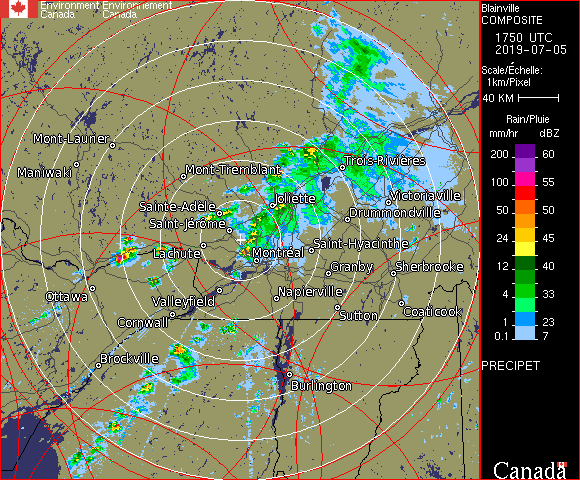 Environment Environnement
Canada Canada
Blainville
COMPOSITE
1750 UTC
2019-07-05
Scale/Échelle:
1km/Pixel
40 KM
Rain/Pluie
mm/hr dBZ
200 60
100 55
50 50
24 45
12 40
4 33
1 23
0.1 7
PRECIPET
Canada
Mont-Laurier
Maniwaki
Mont-Tremblant
Trois-Rivières
Sainte-Adèle
Joliette
Victoriaville
Drummondville
Saint-Jérôme
Lachute
Montréal
Saint-Hyacinthe
Granby
Sherbrooke
Ottawa
Valleyfield
Napierville
Cornwall
Sutton
Coaticook
Brockville
Burlington